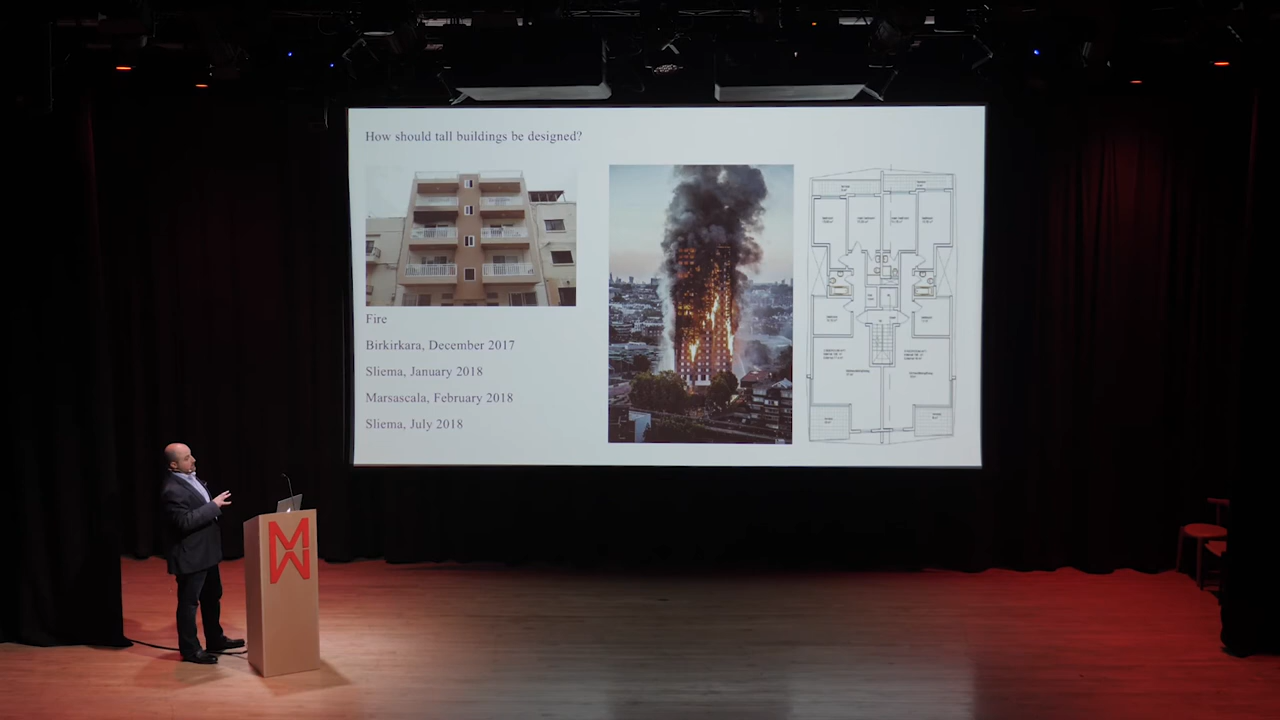 How should tall buildings be designed?
Fire
Birkirkara, December 2017
Sliema, January 2018
Marsascala, February 2018
Sliema, July 2018